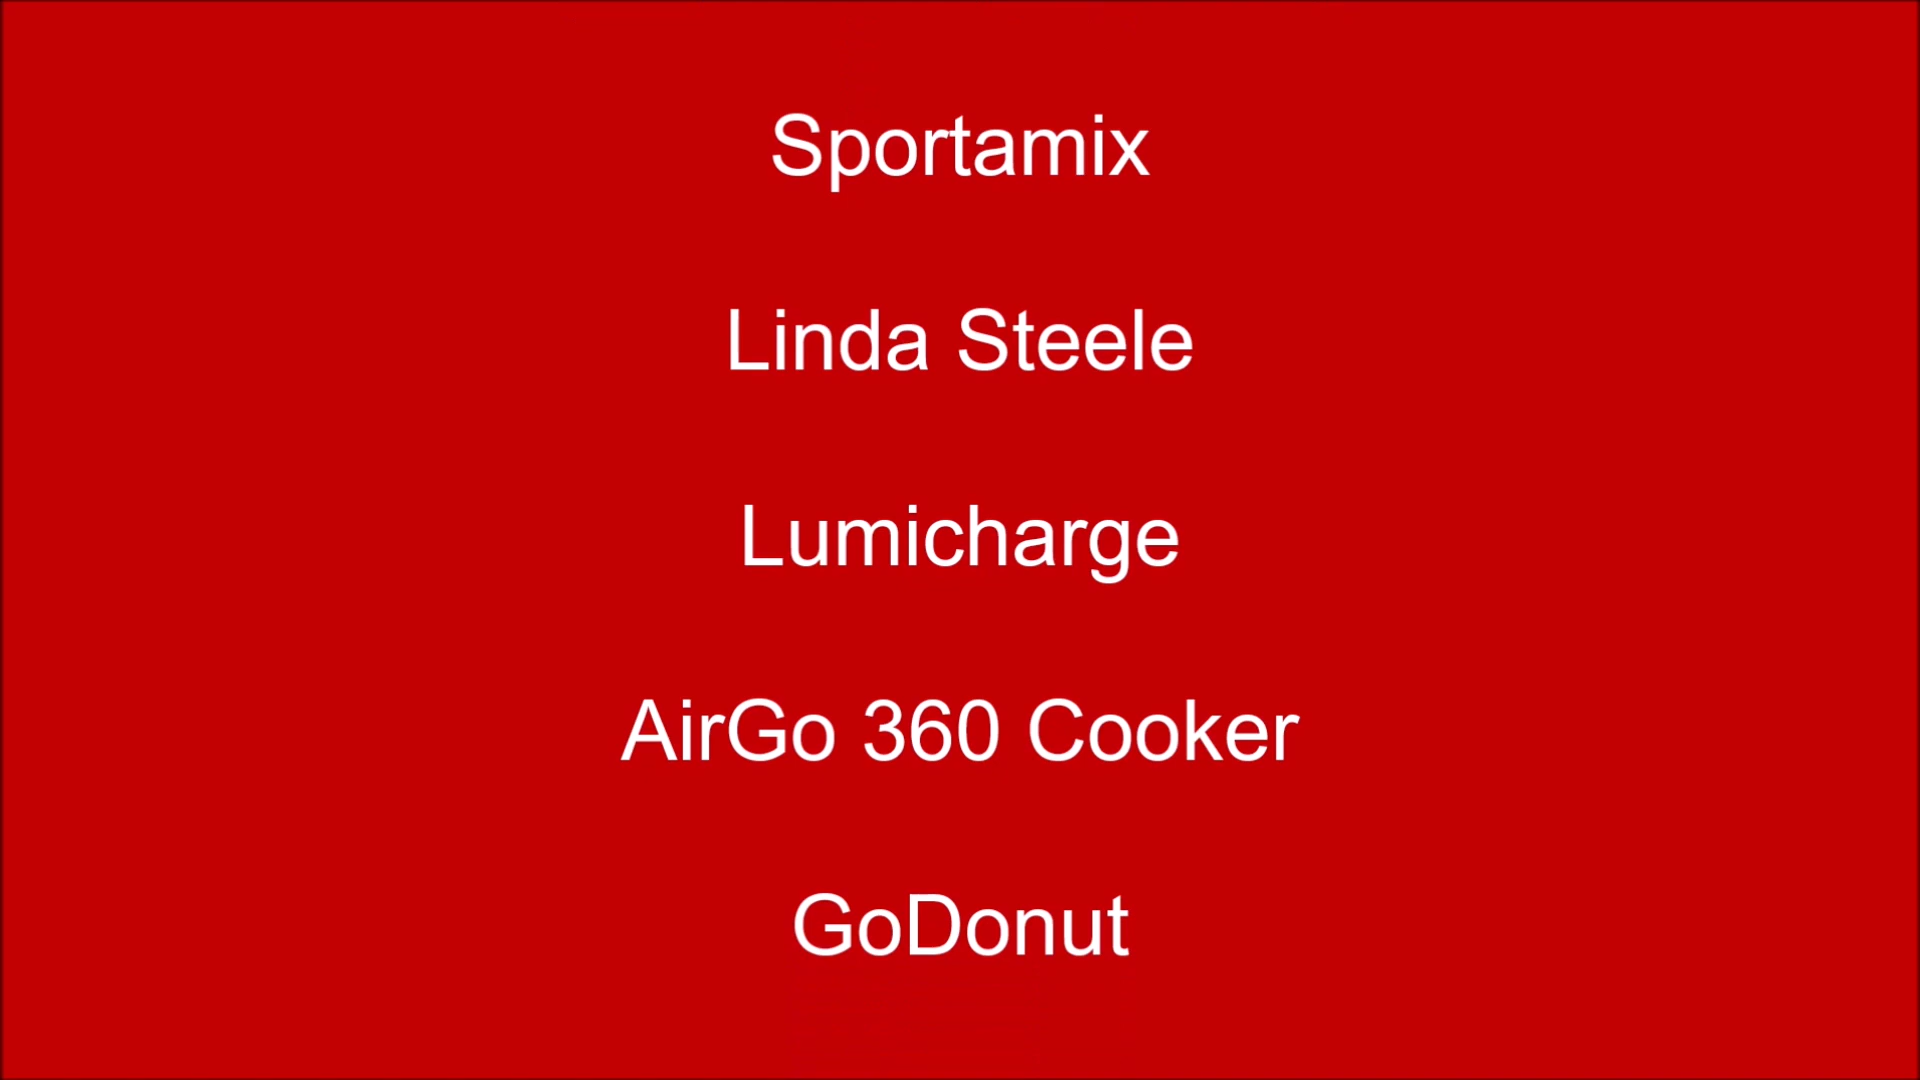 Sportamix
Linda Steele
Lumicharge
AirGo 360 Cooker
GoDonut